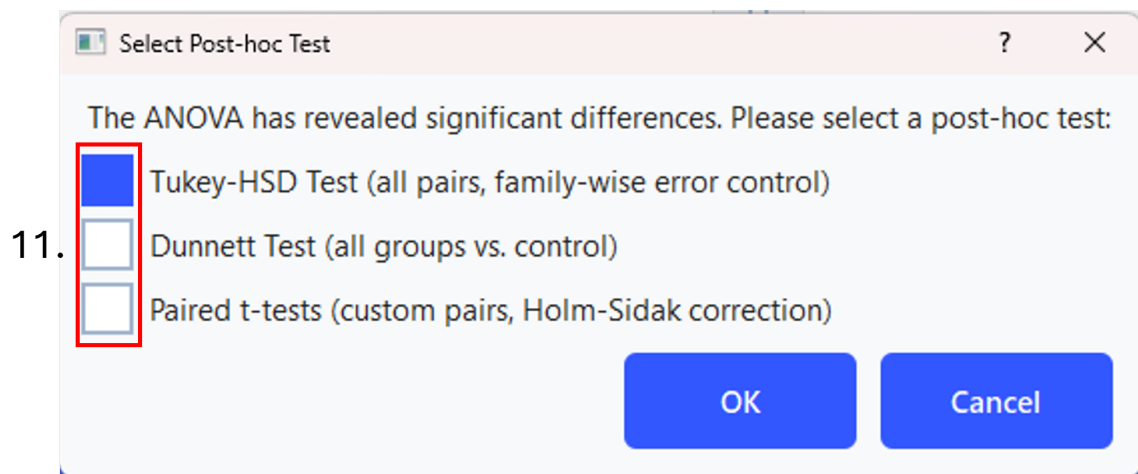 Select Post-hoc Test ?
The ANOVA has revealed significant differences. Please select a post-hoc test:
Tukey-HSD Test (all pairs, family-wise error control)
11. Dunnett Test (all groups vs. control)
Paired t-tests (custom pairs, Holm-Sidak correction)
OK Cancel